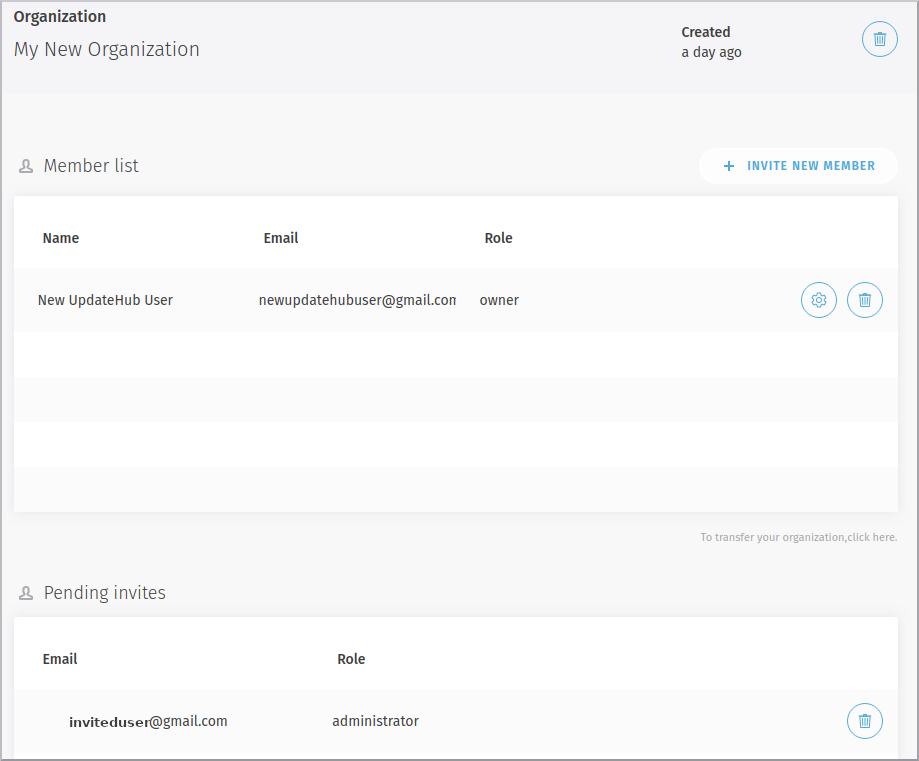 Organization
My New Organization
Created
a day ago
Member list
+ INVITE NEW MEMBER
Name Email Role
New UpdateHub User newupdatehubuser@gmail.con owner
To transfer your organization,click here.
Pending invites
Email Role
inviteduser@gmail.com administrator